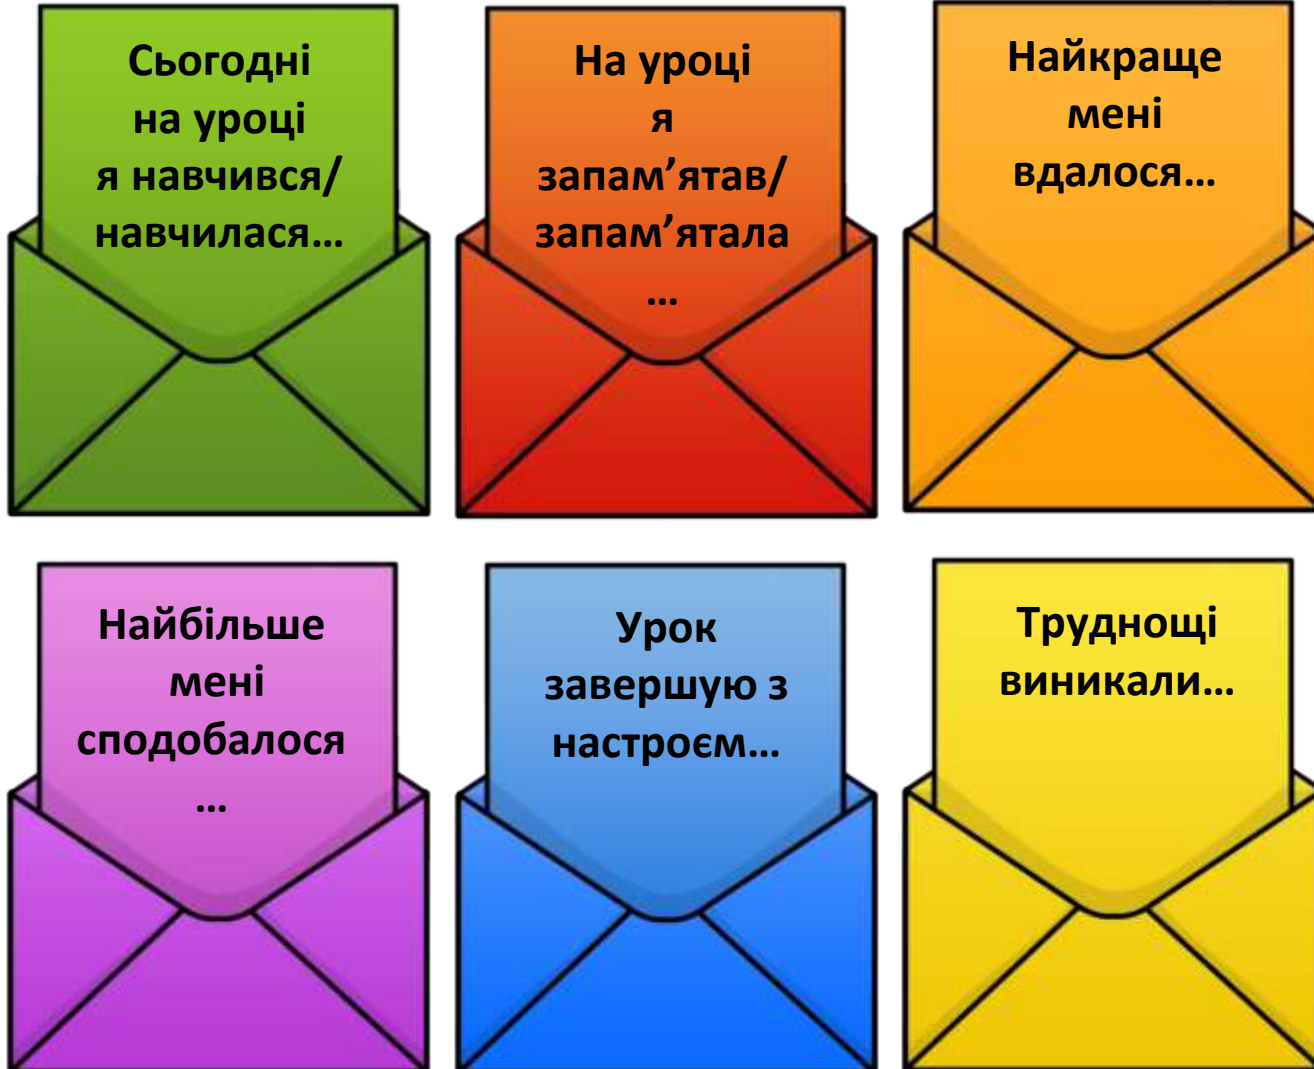 Сьогодні
на уроці
я навчився/
навчилася…
На уроці
я
запам’ятав/
запам’ятала
…
Найкраще
мені
вдалося…
Найбільше
мені
сподобалося
…
Урок
завершую з
настроєм…
Труднощі
виникали…